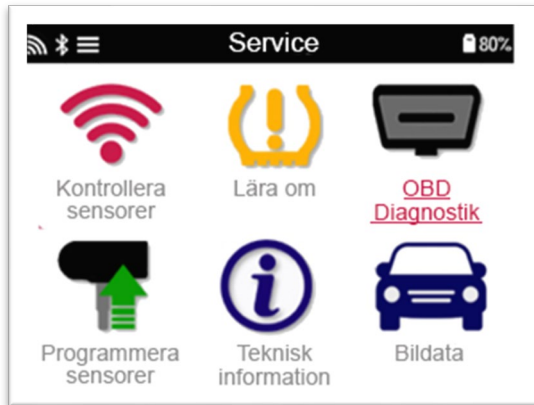 Service
80%
Kontrollera
sensorer
Lära om
OBD
Diagnostik
Programmera
sensorer
Teknisk
information
Bildata